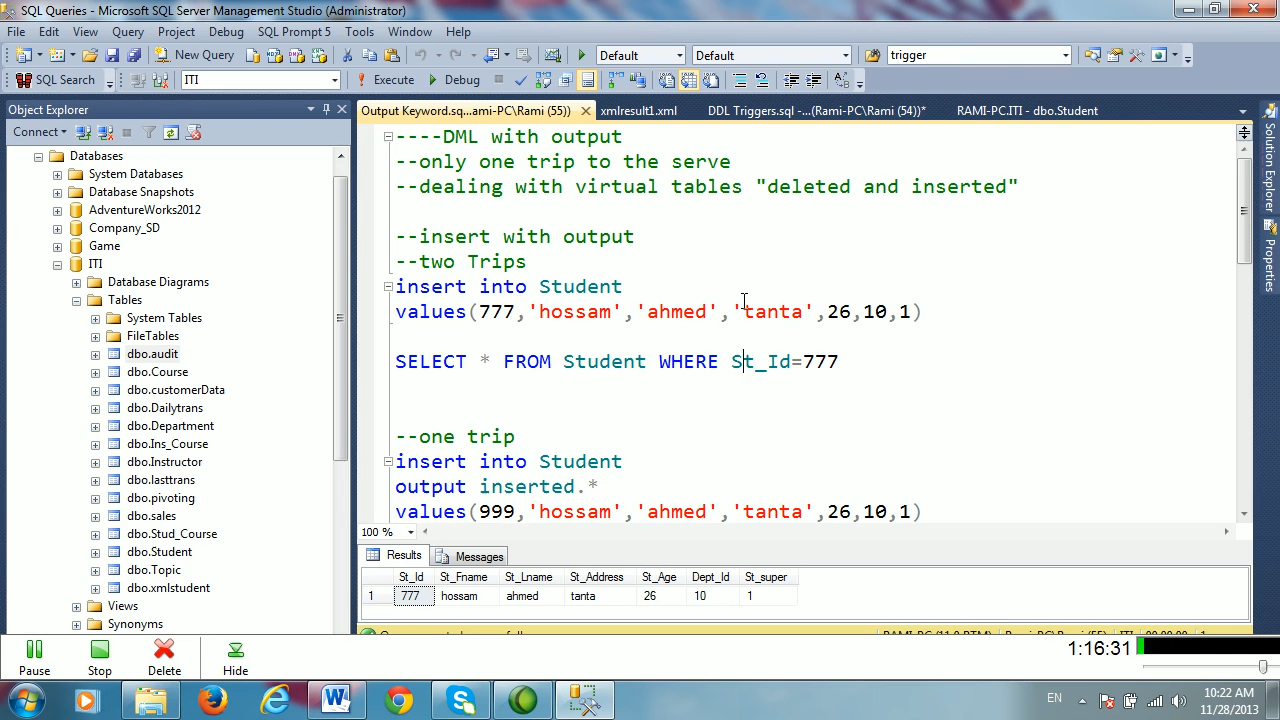 SQL Queries - Microsoft SQL Server Management Studio (Administrator)
File Edit View Query Project Debug SQL Prompt 5 Tools Window Help
New Query Default Default trigger
SQL Search ITI Execute Debug
Object Explorer
Connect
Databases
System Databases
Database Snapshots
AdventureWorks2012
Company_SD
Game
ITI
Database Diagrams
Tables
System Tables
FileTables
dbo.audit
dbo.Course
dbo.customerData
dbo.Dailytrans
dbo.Department
dbo.Ins_Course
dbo.Instructor
dbo.lasttrans
dbo.pivoting
dbo.sales
dbo.Stud_Course
dbo.Student
dbo.Topic
dbo.xmlstudent
Views
Synonyms
Output Keyword.sq...ami-PC\Rami (55)) xmlresult1.xml DDL Triggers.sql -...(Rami-PC\Rami (54))* RAMI-PC.ITI - dbo.Student
----DML with output
--only one trip to the serve
--dealing with virtual tables "deleted and inserted"
--insert with output
--two Trips
insert into Student
values(777,'hossam','ahmed','tanta',26,10,1)
SELECT * FROM Student WHERE St_Id=777
--one trip
insert into Student
output inserted.*
values(999,'hossam','ahmed','tanta',26,10,1)
100 %
Results Messages
St_Id St_Fname St_Lname St_Address St_Age Dept_Id St_super
1 777 hossam ahmed tanta 26 10 1
Solution Explorer
Properties
Pause Stop Delete Hide
1:16:31
EN
10:22 AM
11/28/2013